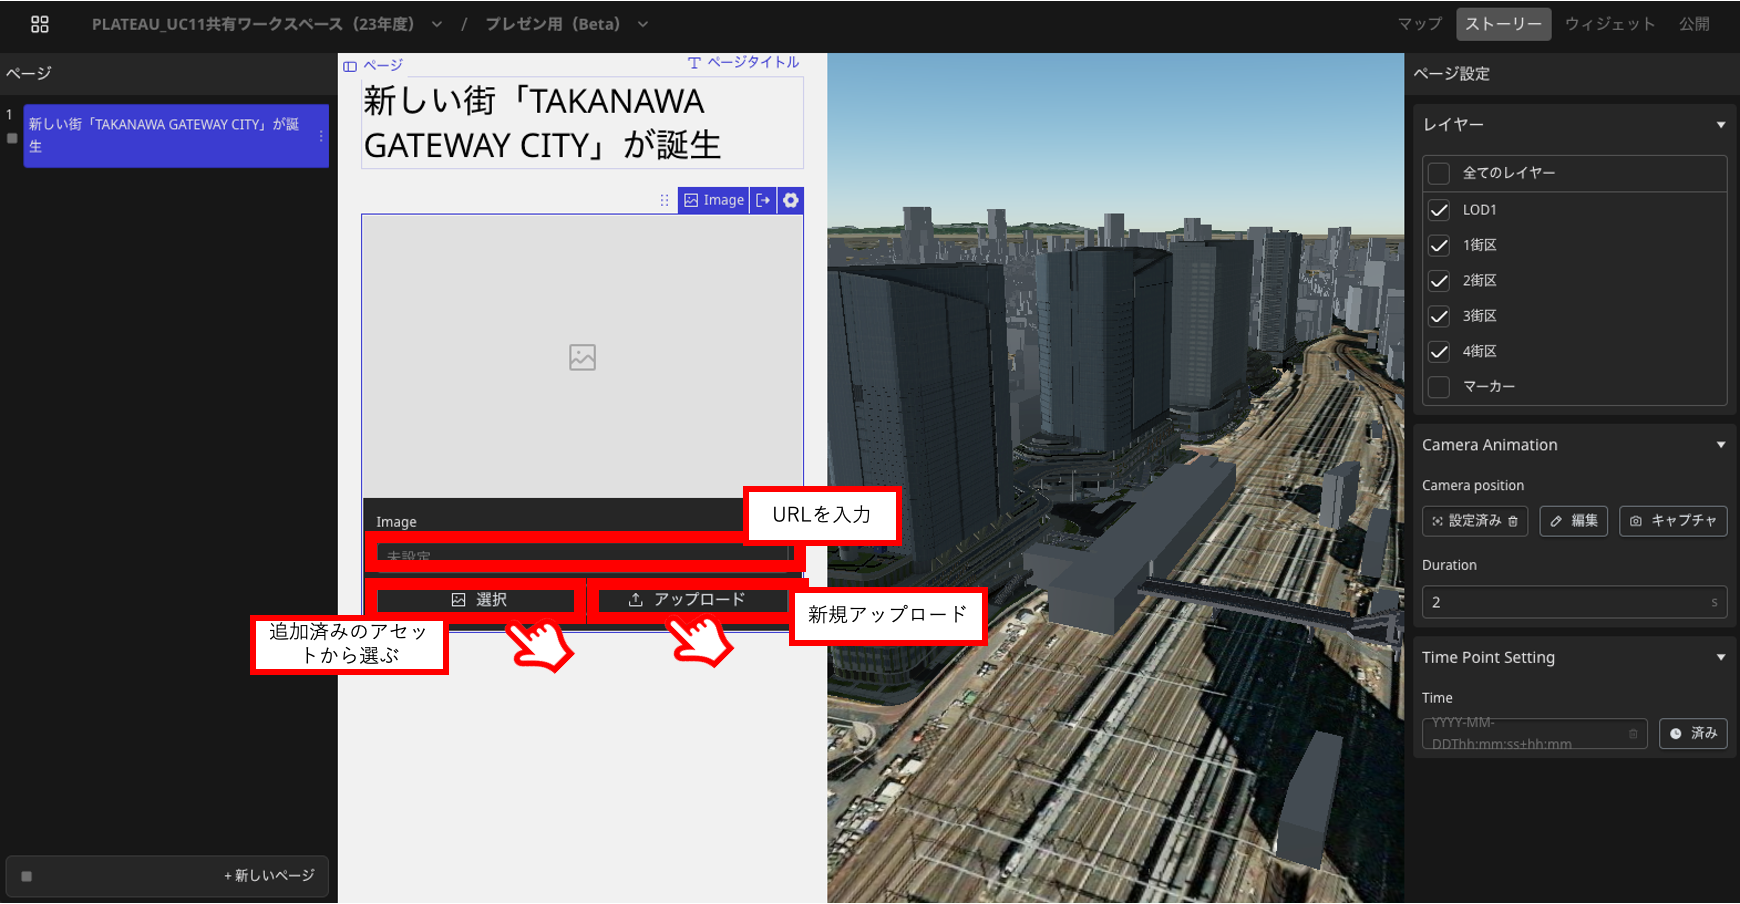 PLATEAU_UC11共有ワークスペース（23年度） / プレゼン用（Beta）
マップ ストーリー ウィジェット 公開
ページ
1
新しい街「TAKANAWA GATEWAY CITY」が誕
生
+ 新しいページ
ページ
ページタイトル
新しい街「TAKANAWA
GATEWAY CITY」が誕生
Image
Image
未設定
選択
アップロード
URLを入力
新規アップロード
追加済みのアセッ
トから選ぶ
ページ設定
レイヤー
全てのレイヤー
LOD1
1街区
2街区
3街区
4街区
マーカー
Camera Animation
Camera position
設定済み
編集
キャプチャ
Duration
2 s
Time Point Setting
Time
YYYY-MM-
DDThh:mm:ss+hh:mm
済み